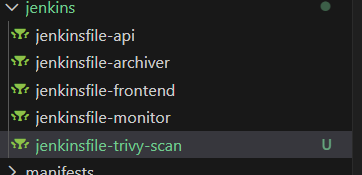 jenkins
jenkinsfile-api
jenkinsfile-archiver
jenkinsfile-frontend
jenkinsfile-monitor
jenkinsfile-trivy-scan U
manifests